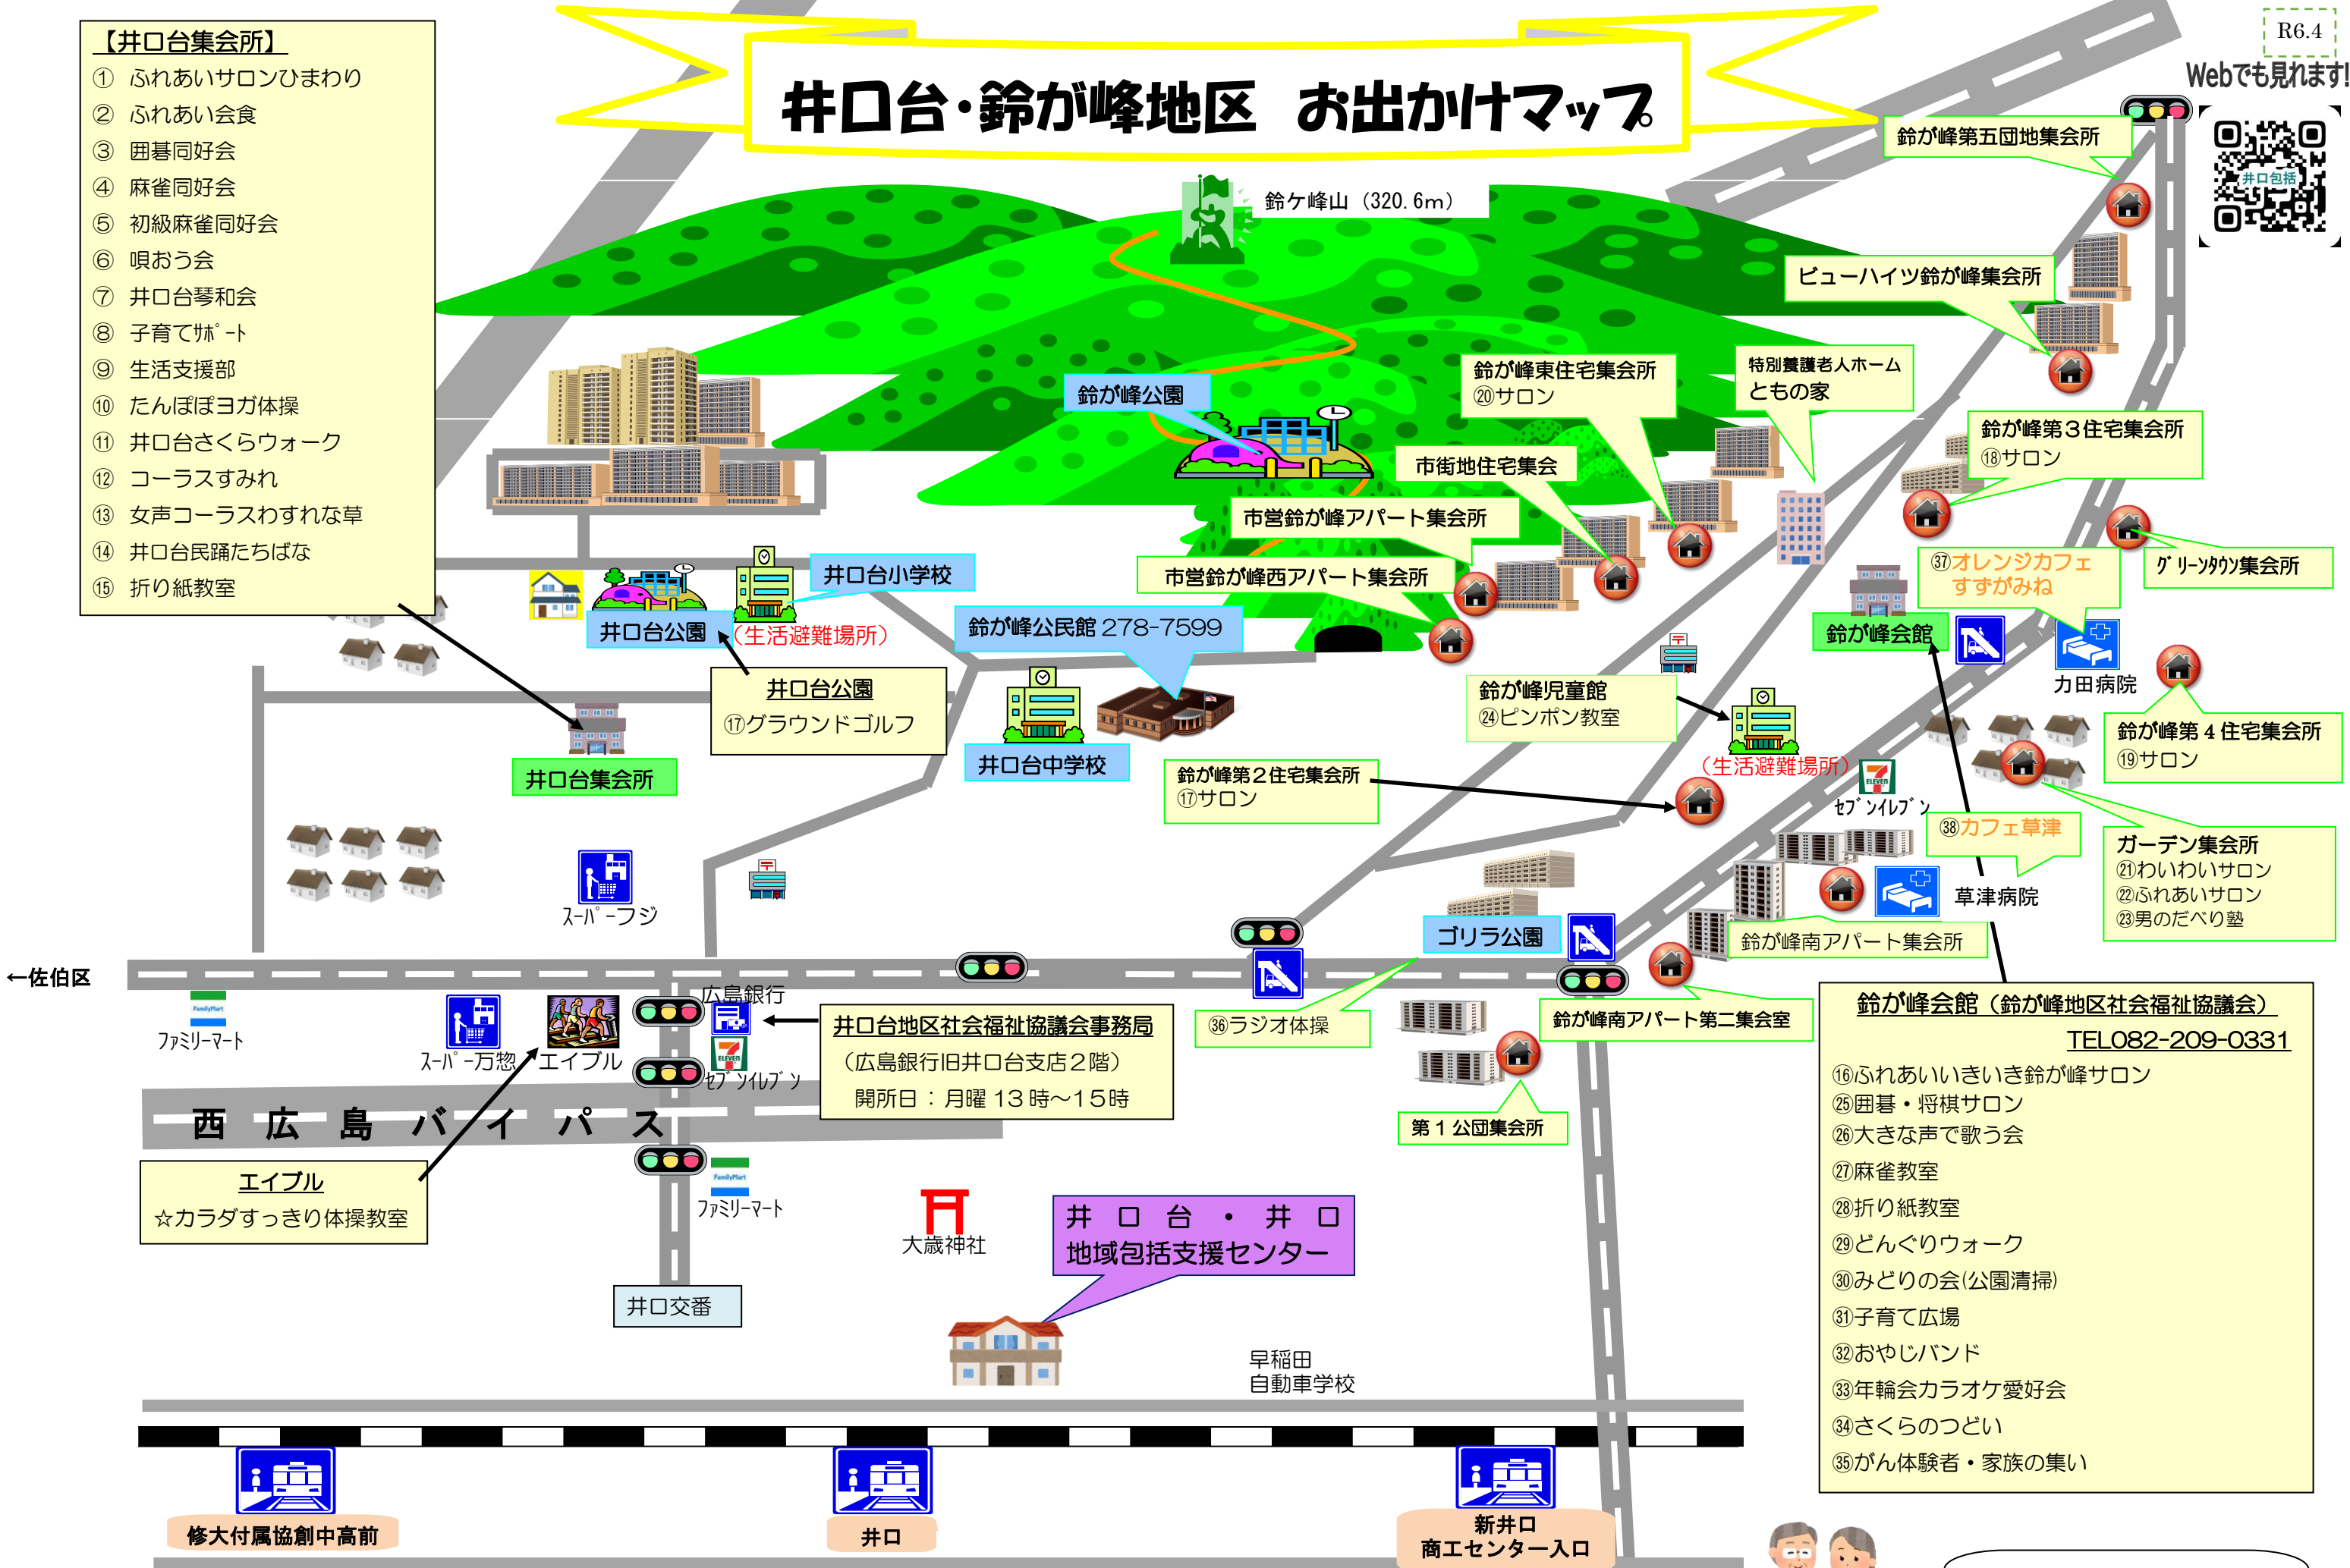 R6.4
Webでも見れます!
井口包括
井口台・鈴が峰地区 お出かけマップ
【井口台集会所】
① ふれあいサロンひまわり
② ふれあい会食
③ 囲碁同好会
④ 麻雀同好会
⑤ 初級麻雀同好会
⑥ 唄おう会
⑦ 井口台琴和会
⑧ 子育てｻﾎﾟｰﾄ
⑨ 生活支援部
⑩ たんぽぽヨガ体操
⑪ 井口台さくらウォーク
⑫ コーラスすみれ
⑬ 女声コーラスわすれな草
⑭ 井口台民踊たちばな
⑮ 折り紙教室
鈴ケ峰山（320.6m）
鈴が峰第五団地集会所
ビューハイツ鈴が峰集会所
鈴が峰公園
鈴が峰東住宅集会所
⑳サロン
特別養護老人ホーム
ともの家
鈴が峰第３住宅集会所
⑱サロン
市街地住宅集会
市営鈴が峰アパート集会所
市営鈴が峰西アパート集会所
ｸﾞﾘｰﾝﾀｳﾝ集会所
㊲オレンジカフェ
すずがみね
井口台小学校
井口台公園
（生活避難場所）
鈴が峰公民館 278-7599
鈴が峰会館
力田病院
井口台公園
⑰グラウンドゴルフ
鈴が峰児童館
㉔ピンポン教室
鈴が峰第４住宅集会所
⑲サロン
井口台集会所
井口台中学校
鈴が峰第２住宅集会所
⑰サロン
（生活避難場所）
ELEVEN
ｾﾌﾞﾝｲﾚﾌﾞﾝ
㊳カフェ草津
ガーデン集会所
㉑わいわいサロン
㉒ふれあいサロン
㉓男のだべり塾
草津病院
ｽｰﾊﾟｰフジ
ゴリラ公園
鈴が峰南アパート集会所
←佐伯区
FamilyMart
ﾌｧﾐﾘｰﾏｰﾄ
ｽｰﾊﾟｰ万惣
エイブル
広島銀行
ELEVEN
ｾﾌﾞﾝｲﾚﾌﾞﾝ
井口台地区社会福祉協議会事務局
（広島銀行旧井口台支店２階）
開所日：月曜 13 時～15 時
㊱ラジオ体操
鈴が峰南アパート第二集会室
第１公団集会所
西広島バイパス
エイブル
☆カラダすっきり体操教室
FamilyMart
ﾌｧﾐﾘｰﾏｰﾄ
大歳神社
井口台・井口
地域包括支援センター
井口交番
早稲田
自動車学校
鈴が峰会館（鈴が峰地区社会福祉協議会）
TEL082-209-0331
⑯ふれあいいきいき鈴が峰サロン
㉕囲碁・将棋サロン
㉖大きな声で歌う会
㉗麻雀教室
㉘折り紙教室
㉙どんぐりウォーク
㉚みどりの会(公園清掃)
㉛子育て広場
㉜おやじバンド
㉝年輪会カラオケ愛好会
㉞さくらのつどい
㉟がん体験者・家族の集い
修大付属協創中高前
井口
新井口
商工センター入口